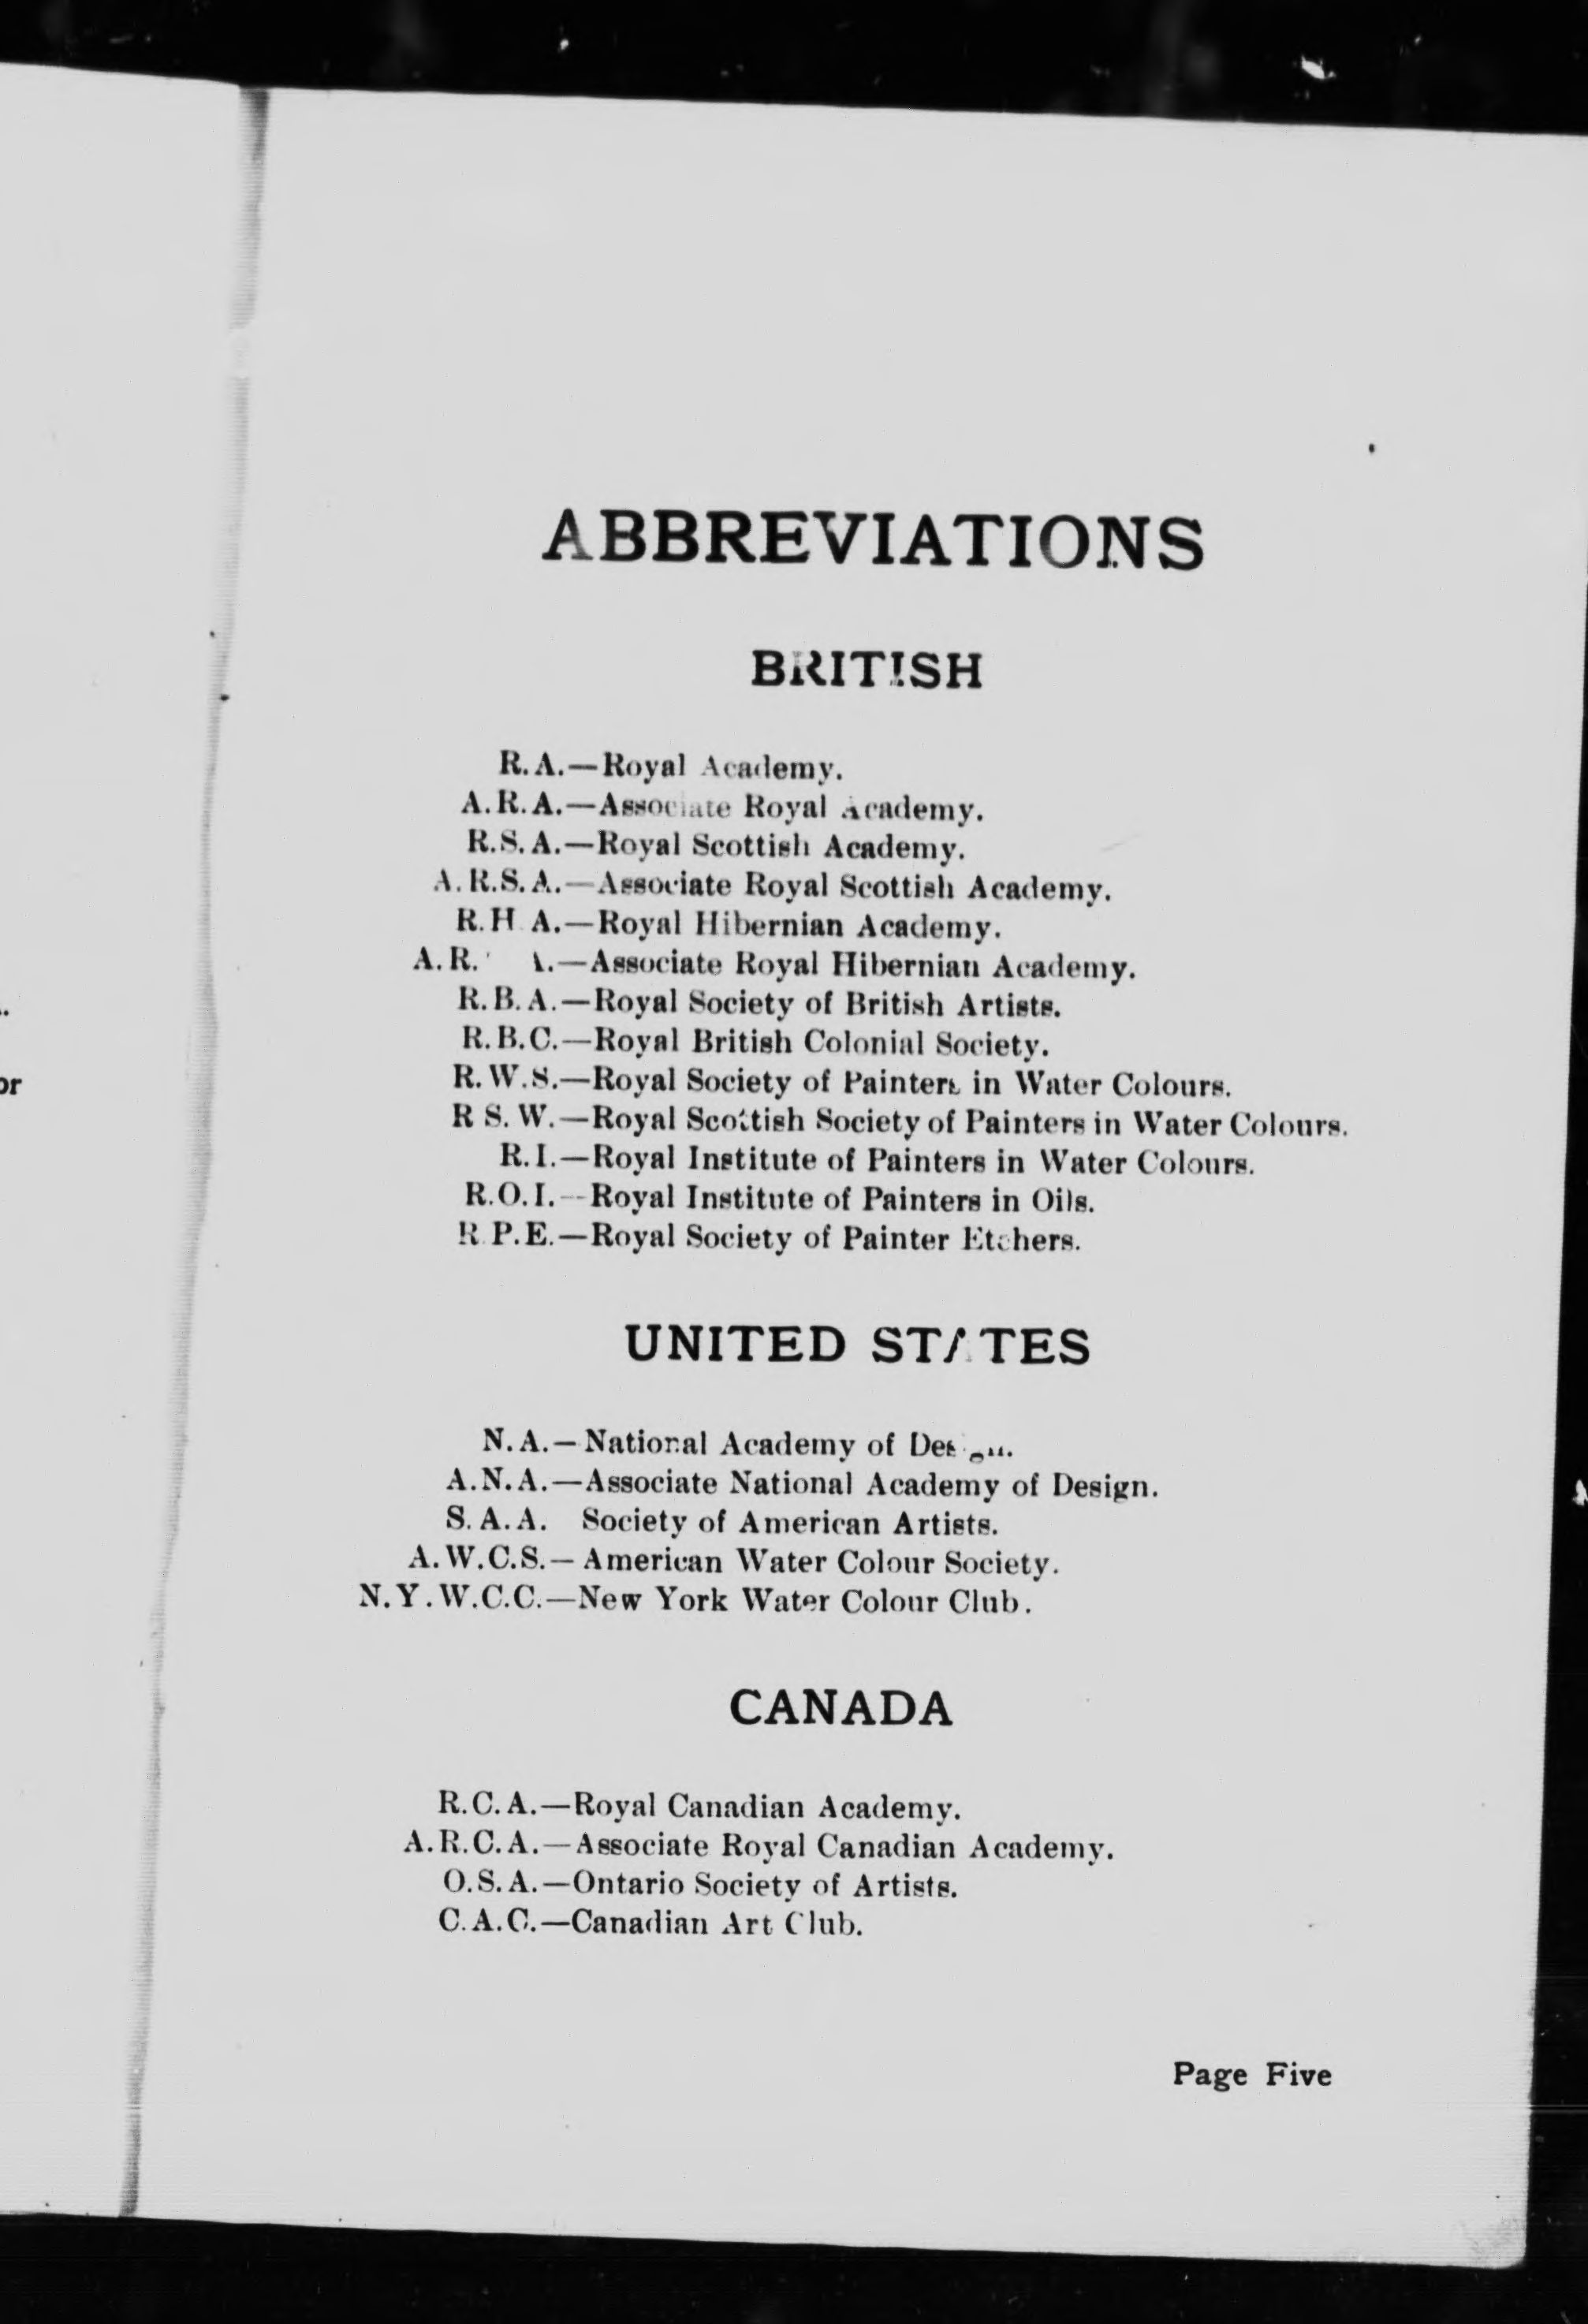 ABBREVIATIONS
BRITISH
R.A.—Royal Academy.
A.R.A.—Associate Royal Academy.
R.S.A.—Royal Scottish Academy.
A.R.S.A.—Associate Royal Scottish Academy.
R.H A.—Royal Hibernian Academy.
—Associate Royal Hibernian Academy.
R.B.A.—Royal Society of British Artists.
R.B.C.—Royal British Colonial Society.
R.W.S.—Royal Society of Painters in Water Colours.
R S.W.—Royal Scottish Society of Painters in Water Colours.
R.I.—Royal Institute of Painters in Water Colours.
R.O.I.—Royal Institute of Painters in Oils.
R P.E.—Royal Society of Painter Etchers.
UNITED STATES
N.A.—National Academy of Design.
A.N.A.—Associate National Academy of Design.
S.A.A. Society of American Artists.
A.W.C.S.—American Water Colour Society.
N.Y.W.C.C.—New York Water Colour Club.
CANADA
R.C.A.—Royal Canadian Academy.
A.R.C.A.—Associate Royal Canadian Academy.
O.S.A.—Ontario Society of Artists.
C.A.C.—Canadian Art Club.
Page Five